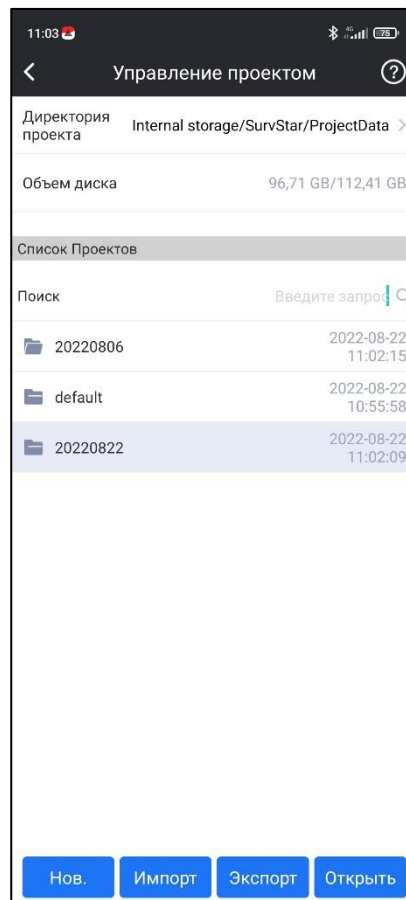 11:03 4G 75
Управление проектом ?
Директория
проекта
Internal storage/SurvStar/ProjectData
Объем диска 96,71 GB/112,41 GB
Список Проектов
Поиск Введите запрос
20220806 2022-08-22
11:02:15
default 2022-08-22
10:55:58
20220822 2022-08-22
11:02:09
Нов. Импорт Экспорт Открыть